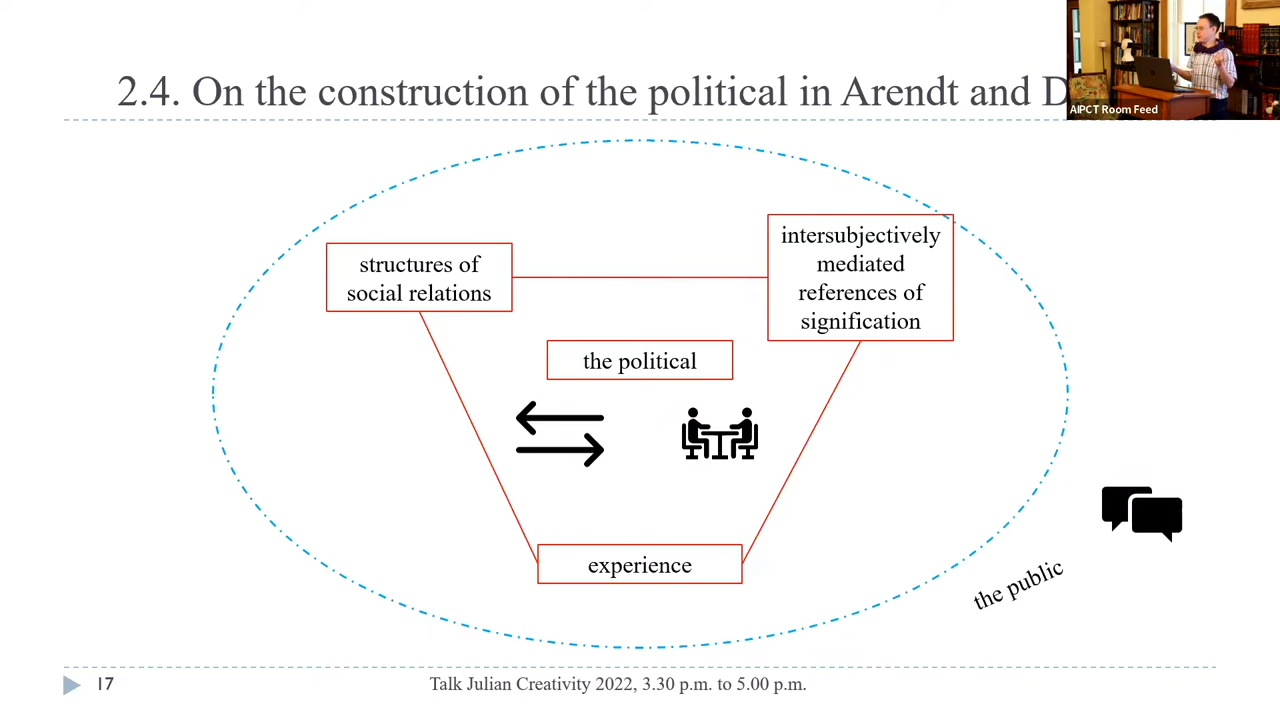 2.4. On the construction of the political in Arendt and
AIPCT Room Feed
structures of
social relations
intersubjectively
mediated
references of
signification
the political
experience
the public
17
Talk Julian Creativity 2022, 3.30 p.m. to 5.00 p.m.